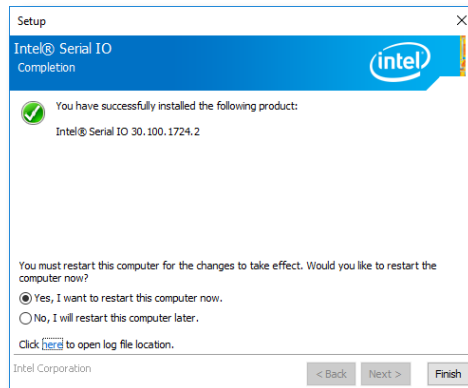 Setup
Intel® Serial IO
Completion
intel
You have successfully installed the following product:
Intel® Serial IO 30.100.1724.2
You must restart this computer for the changes to take effect. Would you like to restart the
computer now?
Yes, I want to restart this computer now.
No, I will restart this computer later.
Click here to open log file location.
Intel Corporation
< Back Next > Finish